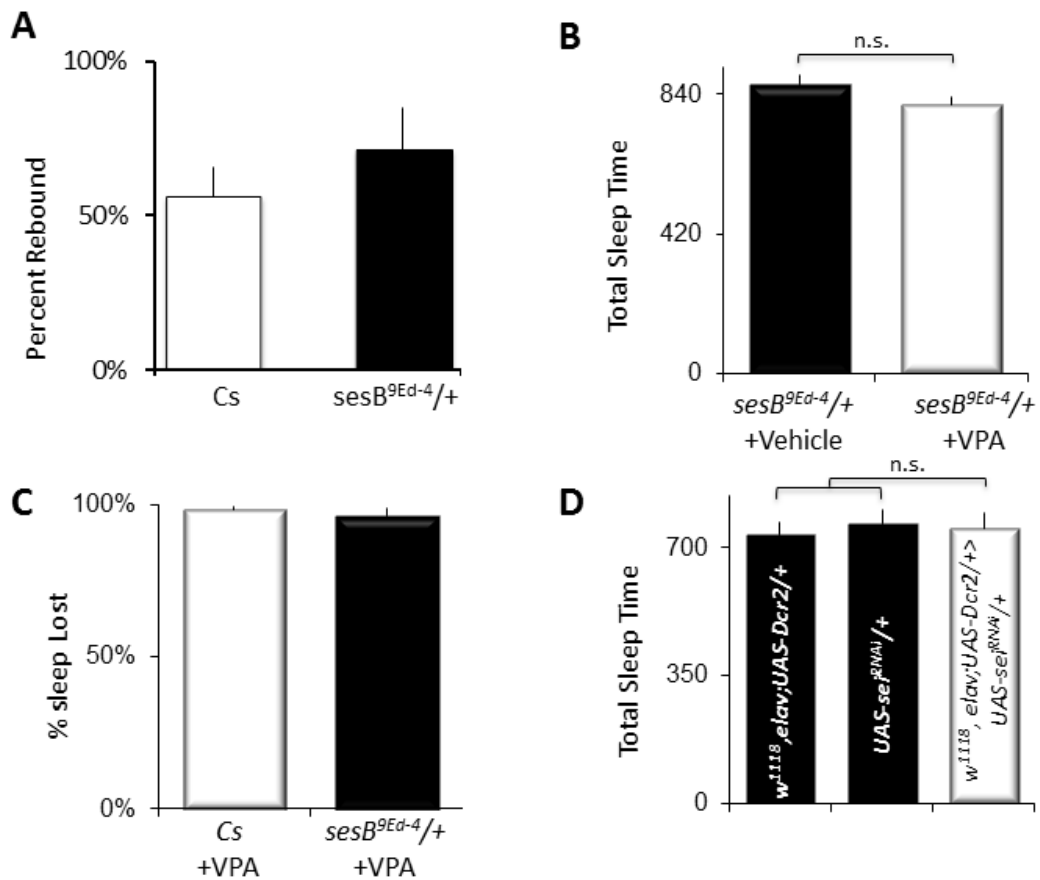 A
100%
50%
0%
Percent Rebound
Cs
sesB9Ed-4/+
B
n.s.
840
420
0
Total Sleep Time
sesB9Ed-4/+
+Vehicle
sesB9Ed-4/+
+VPA
C
100%
50%
0%
% sleep Lost
Cs
+VPA
sesB9Ed-4/+
+VPA
D
n.s.
700
350
0
Total Sleep Time
w1118,elav;UAS-Dcr2/+
UAS-seiRNAi/+
w1118, elav;UAS-Dcr2/+>
UAS-seiRNAi/+